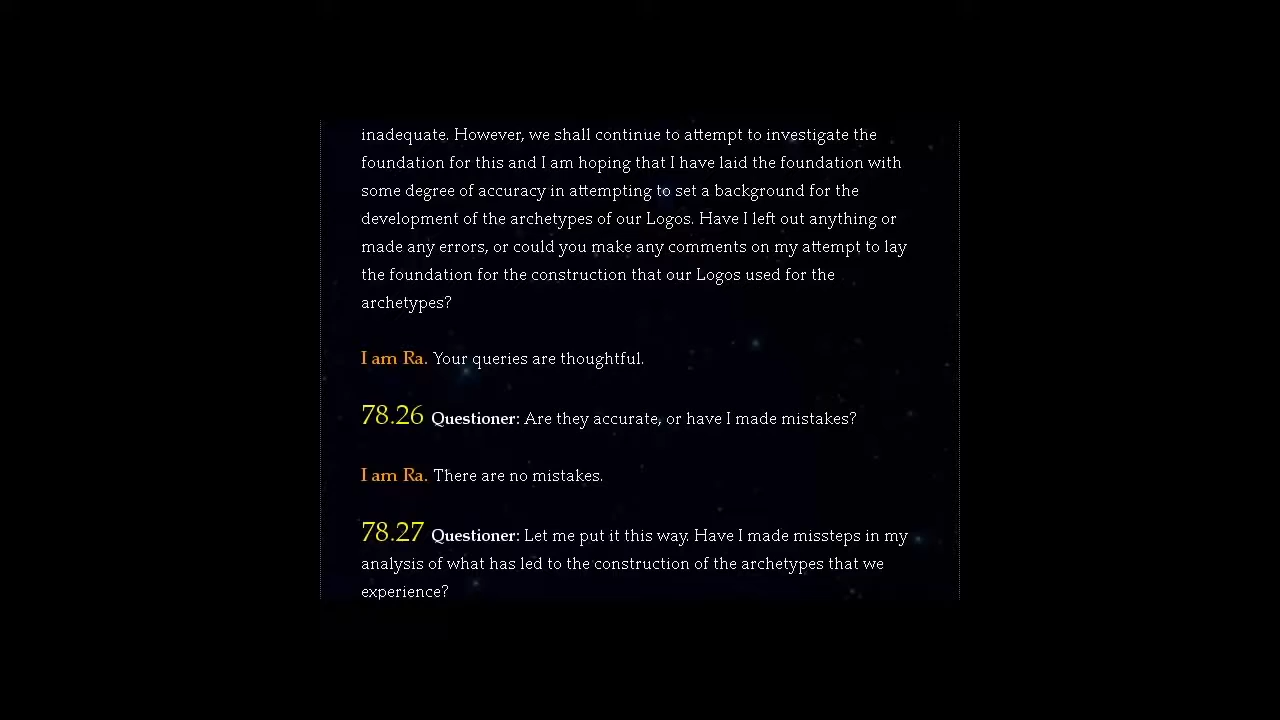 inadequate. However, we shall continue to attempt to investigate the
foundation for this and I am hoping that I have laid the foundation with
some degree of accuracy in attempting to set a background for the
development of the archetypes of our Logos. Have I left out anything or
made any errors, or could you make any comments on my attempt to lay
the foundation for the construction that our Logos used for the
archetypes?
I am Ra. Your queries are thoughtful.
78.26 Questioner: Are they accurate, or have I made mistakes?
I am Ra. There are no mistakes.
78.27 Questioner: Let me put it this way. Have I made missteps in my
analysis of what has led to the construction of the archetypes that we
experience?